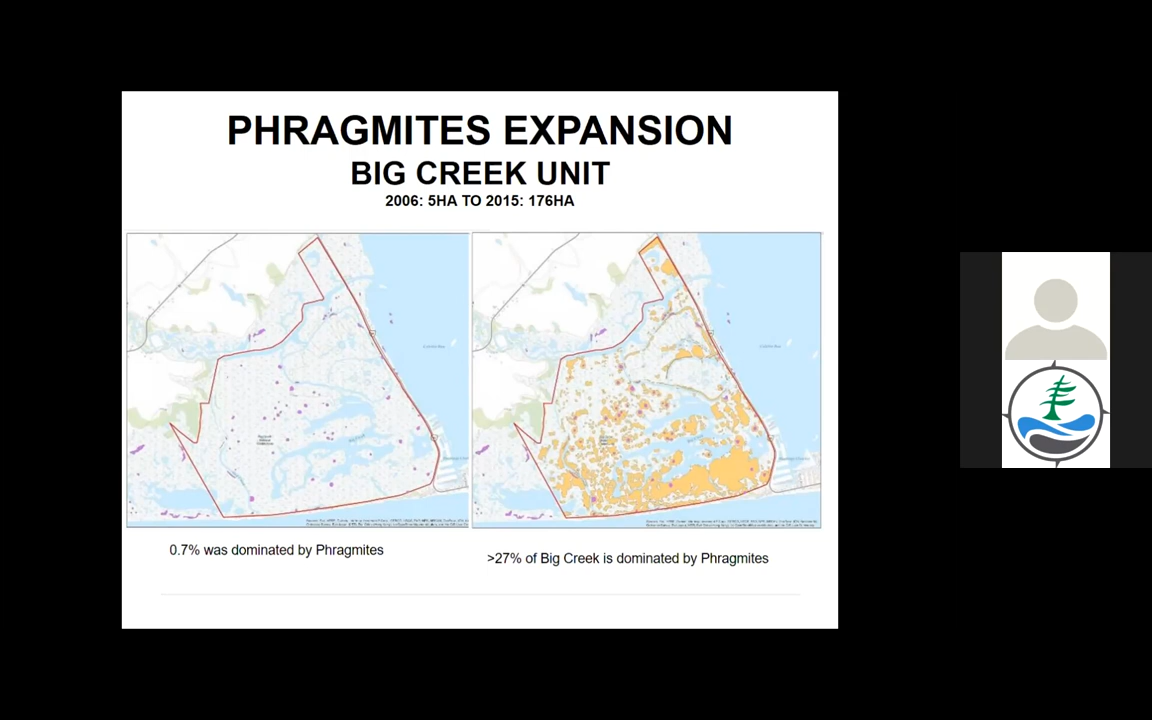 PHRAGMITES EXPANSION
BIG CREEK UNIT
2006: 5HA TO 2015: 176HA
0.7% was dominated by Phragmites
>27% of Big Creek is dominated by Phragmites